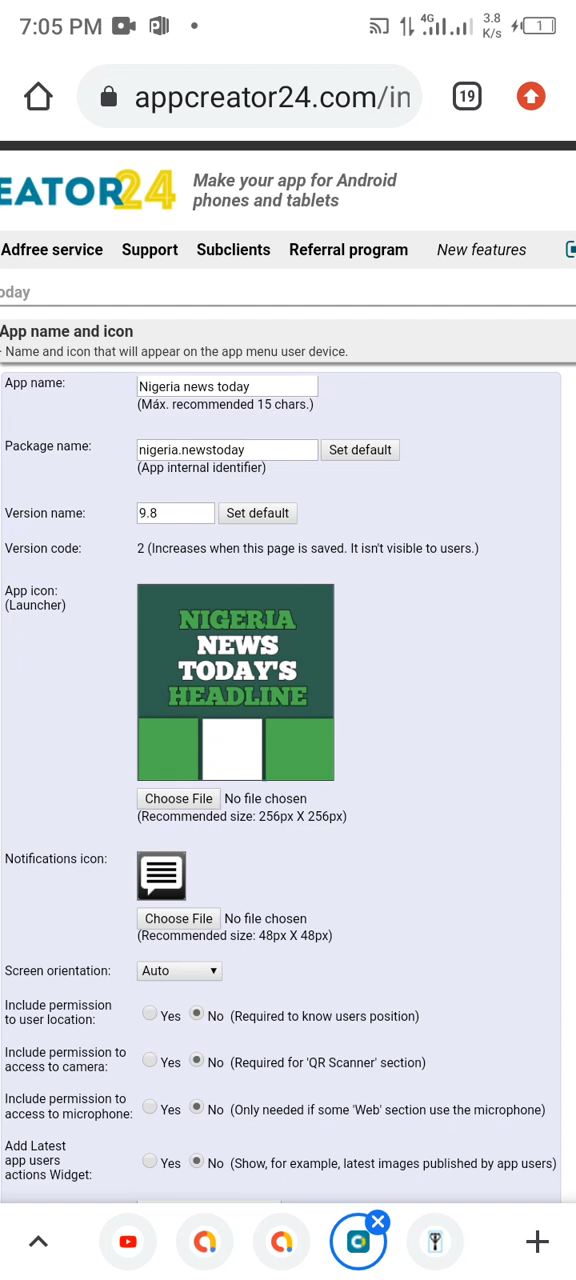 7:05 PM
4G
3.8
K/s
1
appcreator24.com/in
19
EATOR24
Make your app for Android
phones and tablets
Adfree service Support Subclients Referral program New features
oday
App name and icon
- Name and icon that will appear on the app menu user device.
App name:
Nigeria news today
(Máx. recommended 15 chars.)
Package name:
nigeria.newstoday
Set default
(App internal identifier)
Version name:
9.8
Set default
Version code:
2 (Increases when this page is saved. It isn't visible to users.)
App icon:
(Launcher)
NIGERIA
NEWS
TODAY'S
HEADLINE
Choose File No file chosen
(Recommended size: 256px X 256px)
Notifications icon:
Choose File No file chosen
(Recommended size: 48px X 48px)
Screen orientation:
Auto
Include permission
to user location:
Yes No (Required to know users position)
Include permission to
access to camera:
Yes No (Required for 'QR Scanner' section)
Include permission to
access to microphone:
Yes No (Only needed if some 'Web' section use the microphone)
Add Latest
app users
actions Widget:
Yes No (Show, for example, latest images published by app users)